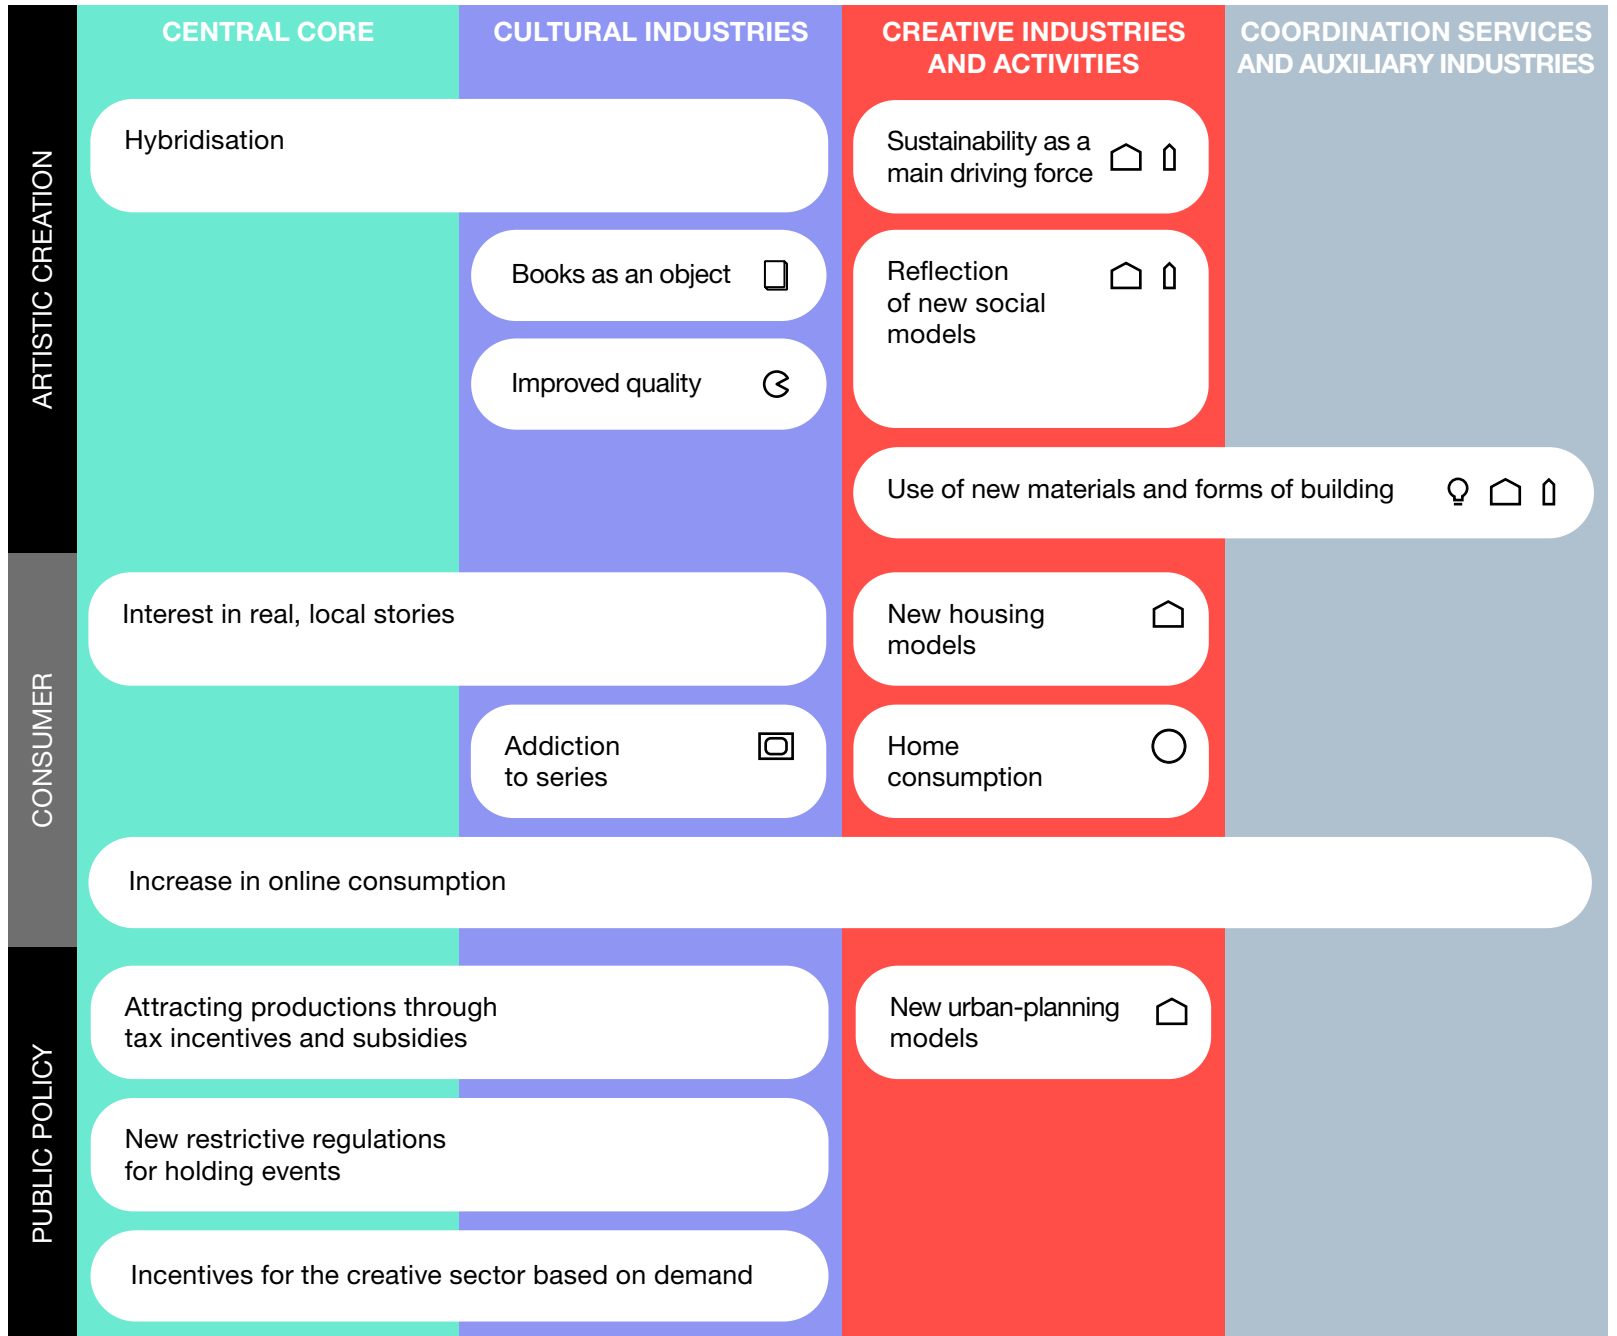 CENTRAL CORE
CULTURAL INDUSTRIES
CREATIVE INDUSTRIES
AND ACTIVITIES
COORDINATION SERVICES
AND AUXILIARY INDUSTRIES
ARTISTIC CREATION
Hybridisation
Sustainability as a
main driving force
Books as an object
Reflection
of new social
models
Improved quality
Use of new materials and forms of building
CONSUMER
Interest in real, local stories
New housing
models
Addiction
to series
Home
consumption
Increase in online consumption
PUBLIC POLICY
Attracting productions through
tax incentives and subsidies
New urban-planning
models
New restrictive regulations
for holding events
Incentives for the creative sector based on demand